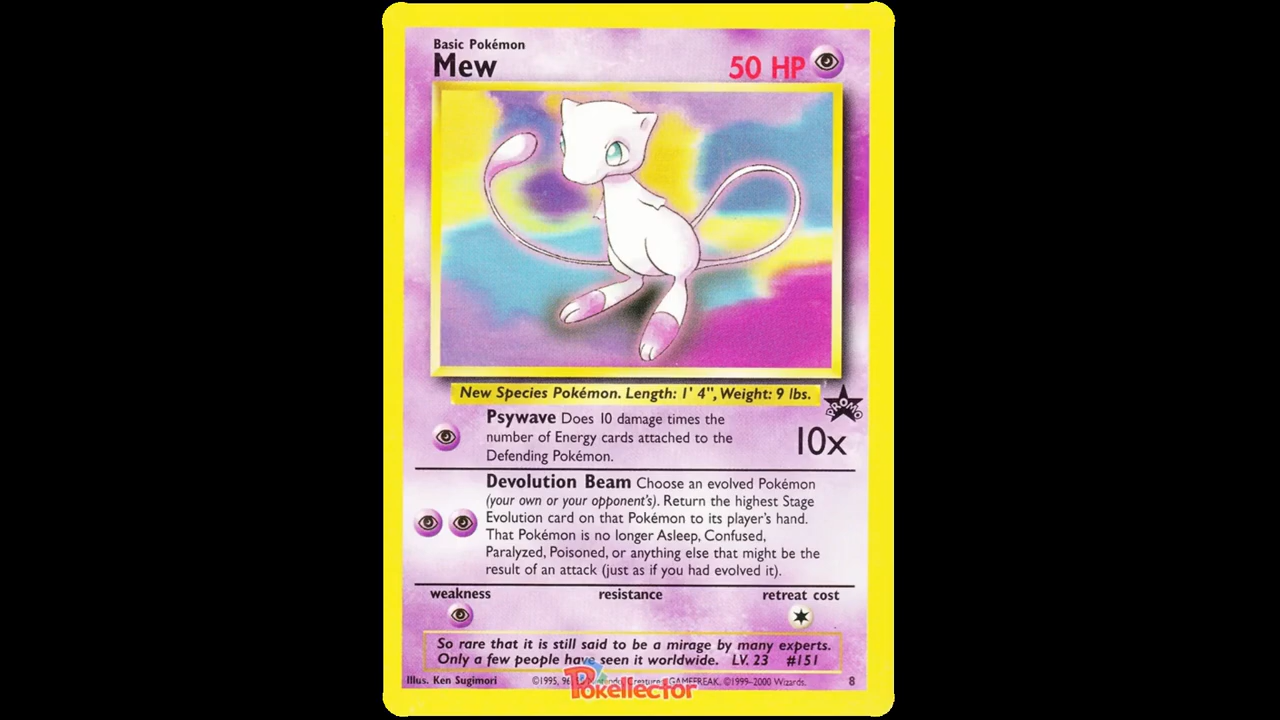 Basic Pokémon
Mew
50 HP
New Species Pokémon. Length: 1' 4", Weight: 9 lbs.
PROMO
Psywave Does 10 damage times the
number of Energy cards attached to the
Defending Pokémon.
10x
Devolution Beam Choose an evolved Pokémon
(your own or your opponent's). Return the highest Stage
Evolution card on that Pokémon to its player's hand.
That Pokémon is no longer Asleep, Confused,
Paralyzed, Poisoned, or anything else that might be the
result of an attack (just as if you had evolved it).
weakness resistance retreat cost
So rare that it is still said to be a mirage by many experts.
Only a few people have seen it worldwide. LV. 23 #151
Illus. Ken Sugimori ©1995, 96, Nintendo, Creatures, GAMEFREAK. ©1999-2000 Wizards. 8
Pokellector